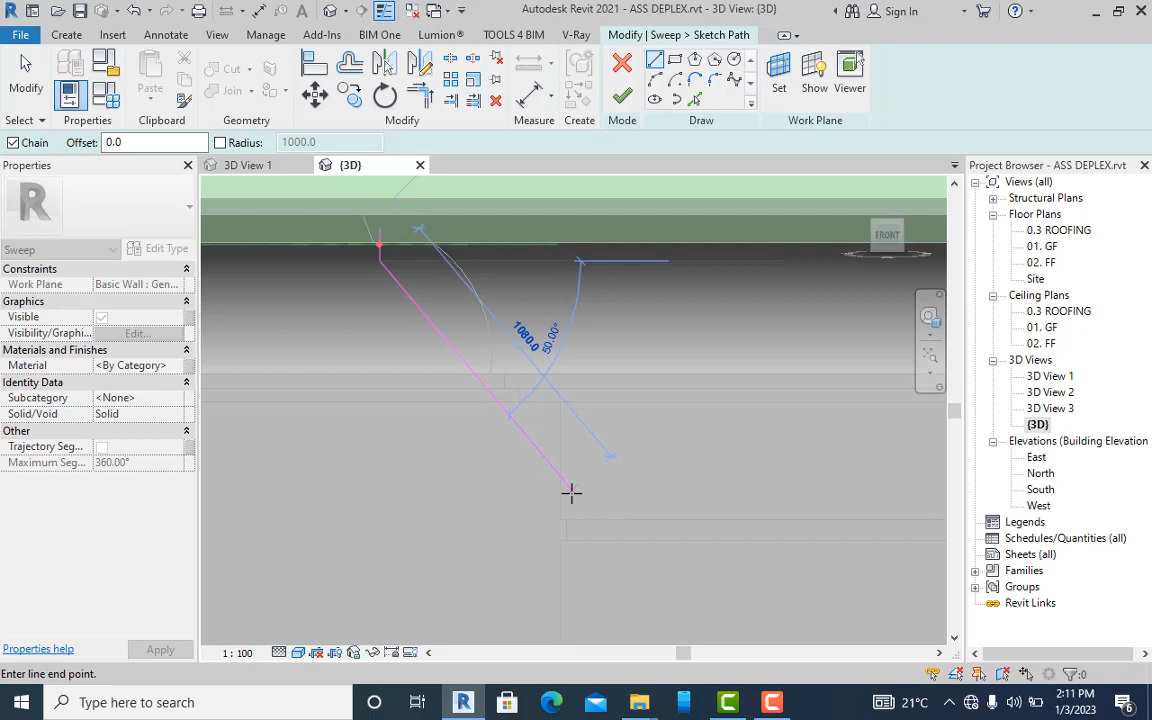 Autodesk Revit 2021 - ASS DEPLEX.rvt - 3D View: {3D}
Sign In
File Create Insert Annotate View Manage Add-Ins BIM One Lumion® TOOLS 4 BIM V-Ray Modify | Sweep > Sketch Path
Modify
Paste
Cut
Join
Create
Set Show Viewer
Select Properties Clipboard Geometry Modify Measure Create Mode Draw Work Plane
Chain Offset: 0.0 Radius: 1000.0
Properties
3D View 1
{3D}
Project Browser - ASS DEPLEX.rvt
Sweep
Edit Type
Constraints
Work Plane Basic Wall : Gen...
Graphics
Visible
Visibility/Graphi... Edit...
Materials and Finishes
Material <By Category>
Identity Data
Subcategory <None>
Solid/Void Solid
Other
Trajectory Seg...
Maximum Seg... 360.00°
Properties help
Apply
FRONT
1080.0
50.00°
Views (all)
Structural Plans
Floor Plans
0.3 ROOFING
01. GF
02. FF
Site
Ceiling Plans
0.3 ROOFING
01. GF
02. FF
3D Views
3D View 1
3D View 2
3D View 3
{3D}
Elevations (Building Elevation
East
North
South
West
Legends
Schedules/Quantities (all)
Sheets (all)
Families
Groups
Revit Links
1 : 100
Enter line end point.
:0
Type here to search
21°C
2:11 PM
1/3/2023
6